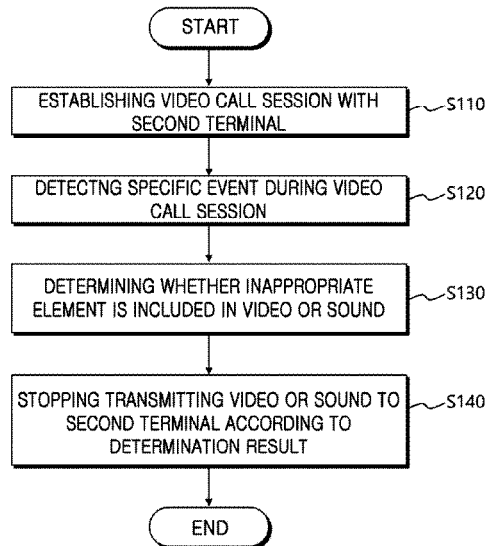 START
ESTABLISHING VIDEO CALL SESSION WITH
SECOND TERMINAL
S110
DETECTNG SPECIFIC EVENT DURING VIDEO
CALL SESSION
S120
DETERMINING WHETHER INAPPROPRIATE
ELEMENT IS INCLUDED IN VIDEO OR SOUND
S130
STOPPING TRANSMITTING VIDEO OR SOUND TO
SECOND TERMINAL ACCORDING TO
DETERMINATION RESULT
S140
END